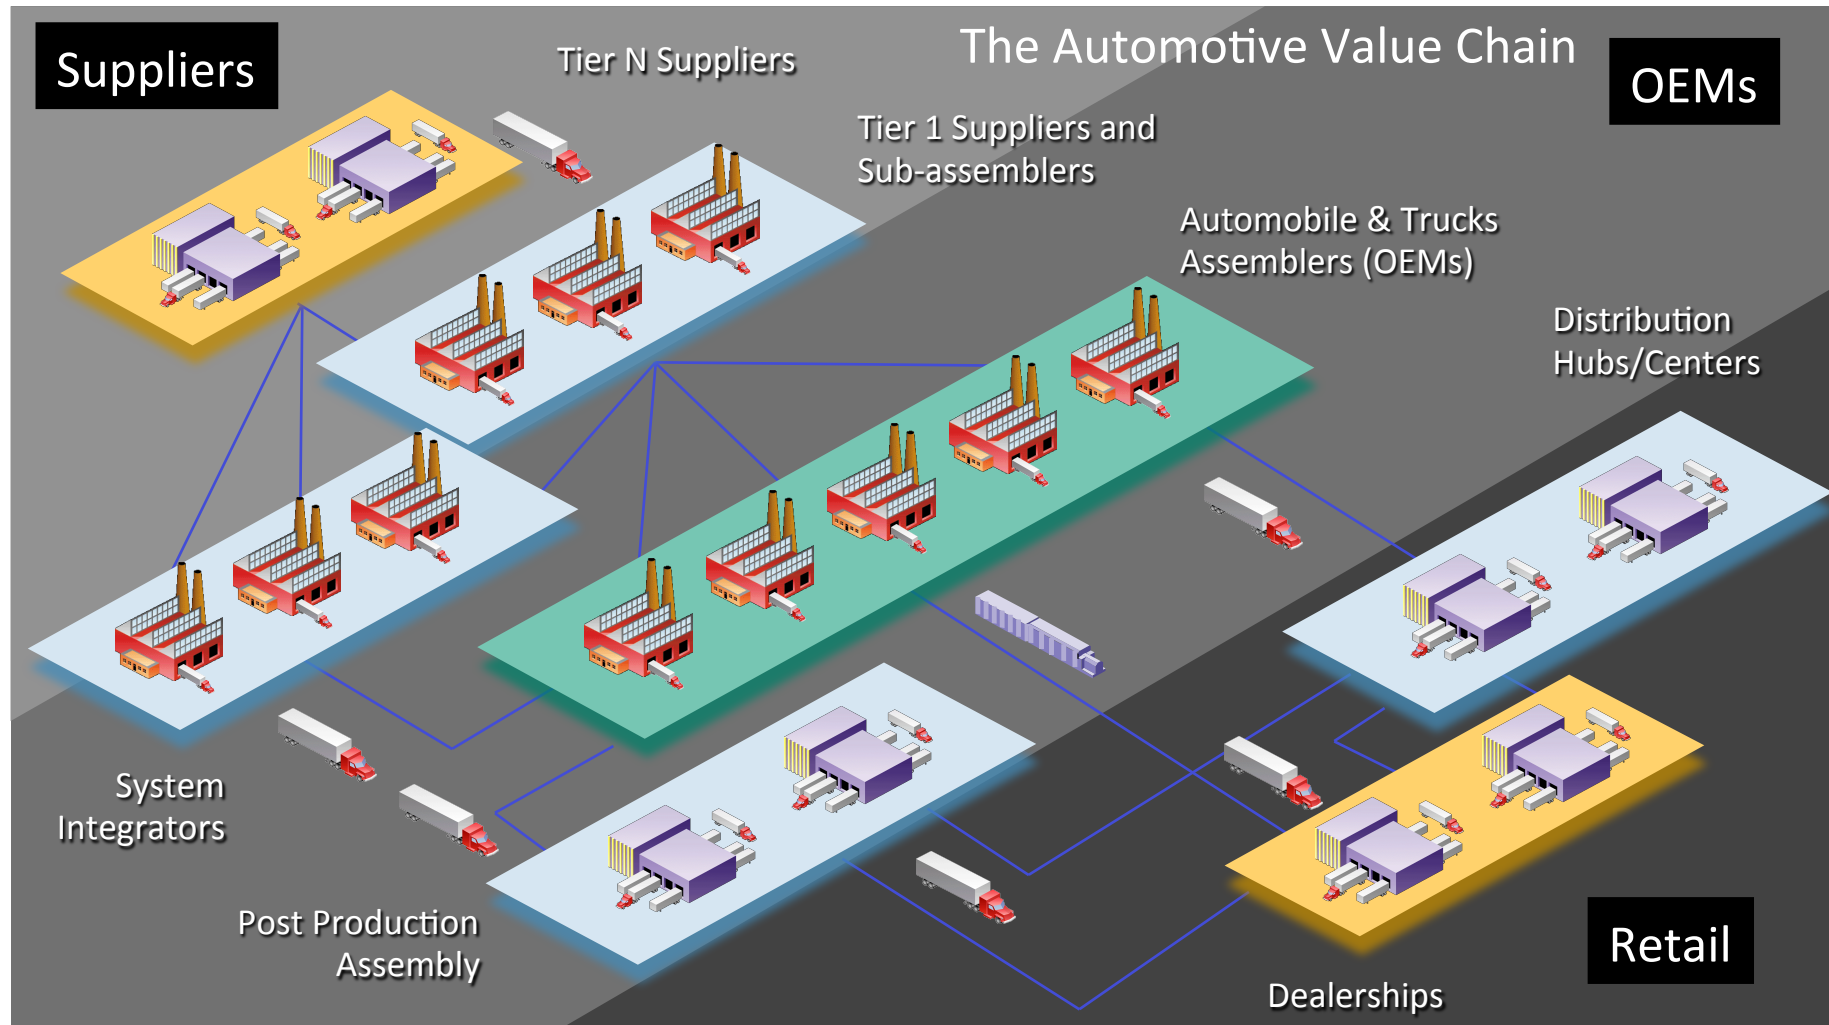 The Automotive Value Chain
Suppliers
Tier N Suppliers
OEMs
Tier 1 Suppliers and
Sub-assemblers
Automobile & Trucks
Assemblers (OEMs)
Distribution
Hubs/Centers
System
Integrators
Post Production
Assembly
Retail
Dealerships